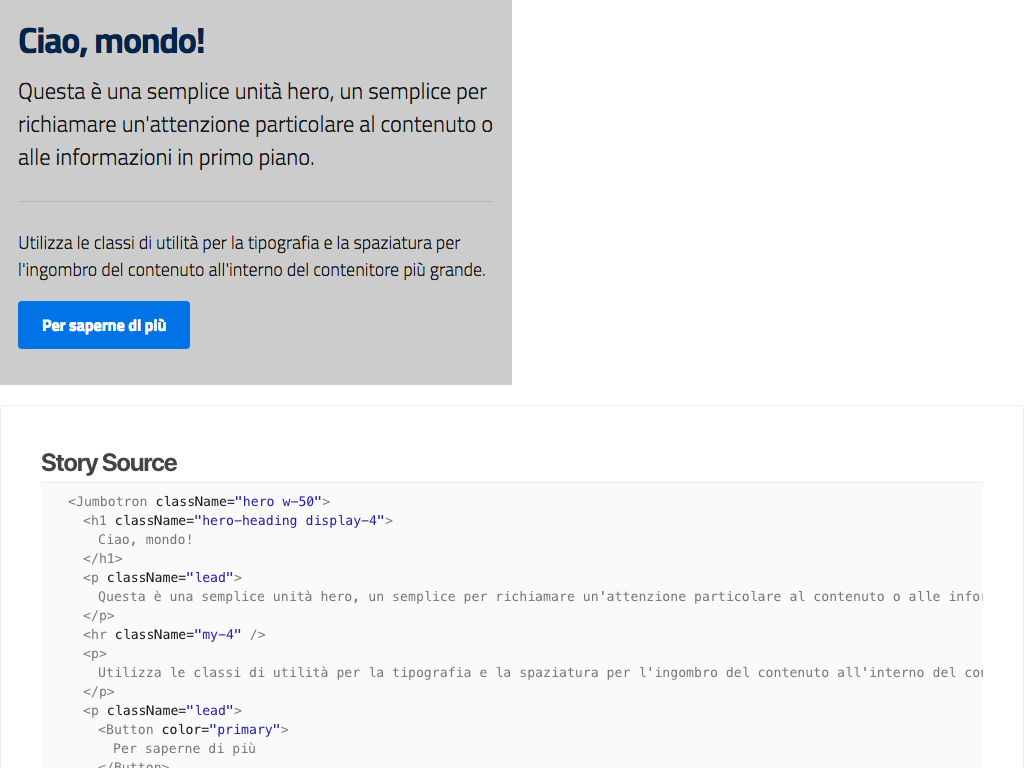 Ciao, mondo!
Questa è una semplice unità hero, un semplice per
richiamare un'attenzione particolare al contenuto o
alle informazioni in primo piano.
Utilizza le classi di utilità per la tipografia e la spaziatura per
l'ingombro del contenuto all'interno del contenitore più grande.
Per saperne di più
Story Source
<Jumbotron className="hero w-50">
<h1 className="hero-heading display-4">
Ciao, mondo!
</h1>
<p className="lead">
Questa è una semplice unità hero, un semplice per richiamare un'attenzione particolare al contenuto o alle
</p>
<hr className="my-4" />
<p>
Utilizza le classi di utilità per la tipografia e la spaziatura per l'ingombro del contenuto all'interno del
</p>
<p className="lead">
<Button color="primary">
Per saperne di più
</Button>